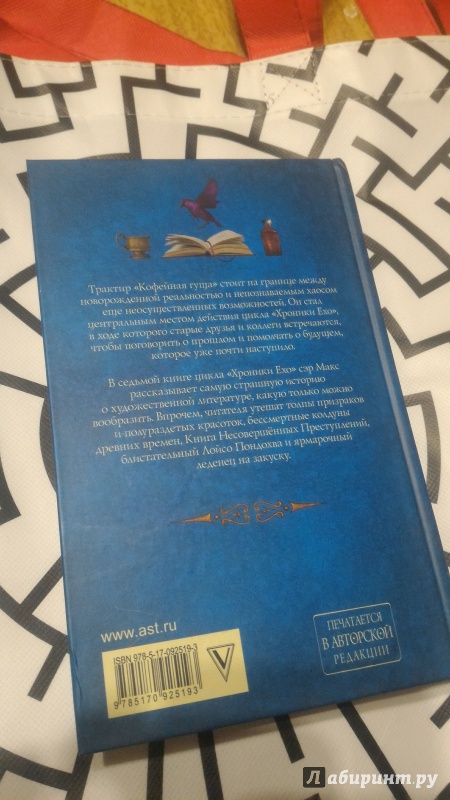 Трактир «Кофейная гуща» стоит на границе между
новорожденной реальностью и непознаваемым хаосом
еще неосуществленных возможностей. Он стал
центральным местом действия цикла «Хроники Ехо»,
в ходе которого старые друзья и коллеги встречаются,
чтобы поговорить о прошлом и помолчать о будущем,
которое уже почти наступило.
В седьмой книге цикла «Хроники Ехо» сэр Макс
рассказывает самую страшную историю
о художественной литературе, какую только можно
вообразить. Впрочем, читателя утешат толпы призраков
и полураздетых красоток, бессмертные колдуны
древних времен, Книга Несовершённых Преступлений,
блистательный Лойсо Пондохва и ярмарочный
леденец на закуску.
www.ast.ru
ISBN 978-5-17-092519-3
9785170925193
ПЕЧАТАЕТСЯ
В АВТОРСКОЙ
РЕДАКЦИИ
Лабиринт.ру